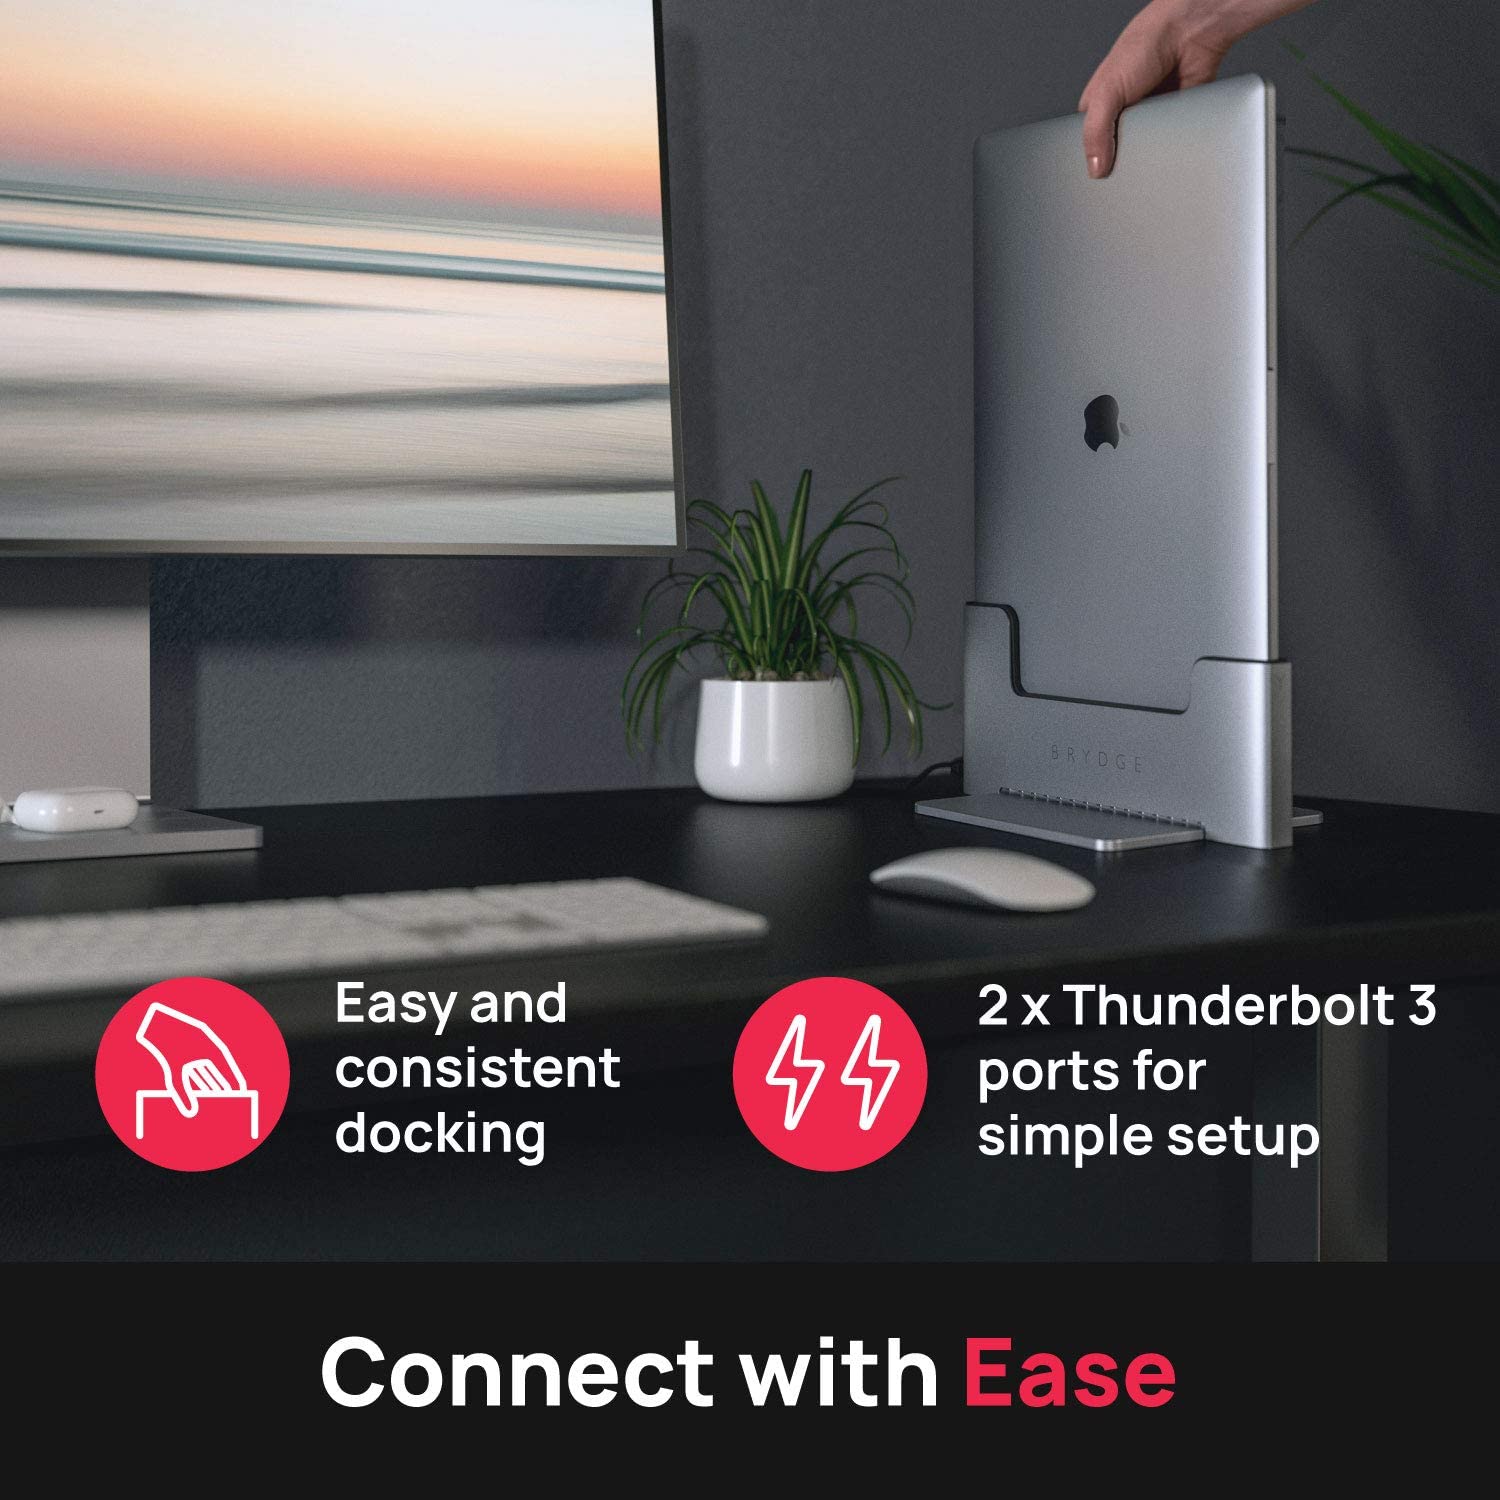 BRYDGE
Easy and
consistent
docking
2 x Thunderbolt 3
ports for
simple setup
Connect with Ease